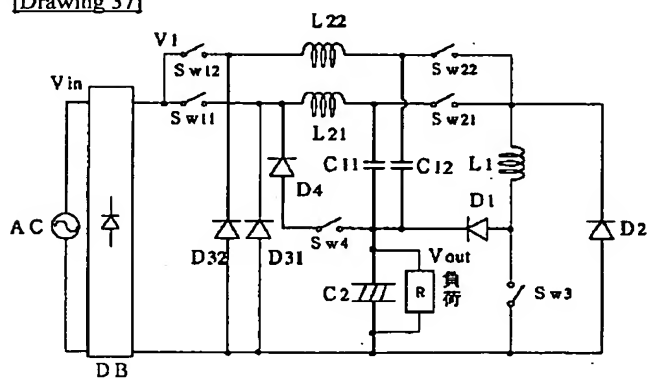 [Drawing 37]
L22
V1
Sw12
Sw22
Vin
Sw11
L21
Sw21
C11
C12
L1
D4
D1
AC
D32
D31
Sw4
D2
Vout
C2
R
負荷
Sw3
DB